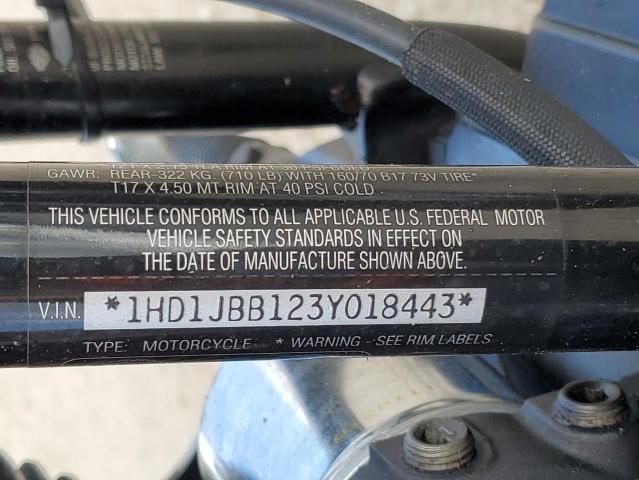 GAWR: REAR-322 KG. (710 LB) WITH 160/70 B17 73V TIRE*
T17 X 4.50 MT RIM AT 40 PSI COLD
THIS VEHICLE CONFORMS TO ALL APPLICABLE U.S. FEDERAL MOTOR
VEHICLE SAFETY STANDARDS IN EFFECT ON
THE DATE OF MANUFACTURE SHOWN ABOVE.
V.I.N. *1HD1JBB123Y018443*
TYPE: MOTORCYCLE * WARNING - SEE RIM LABELS